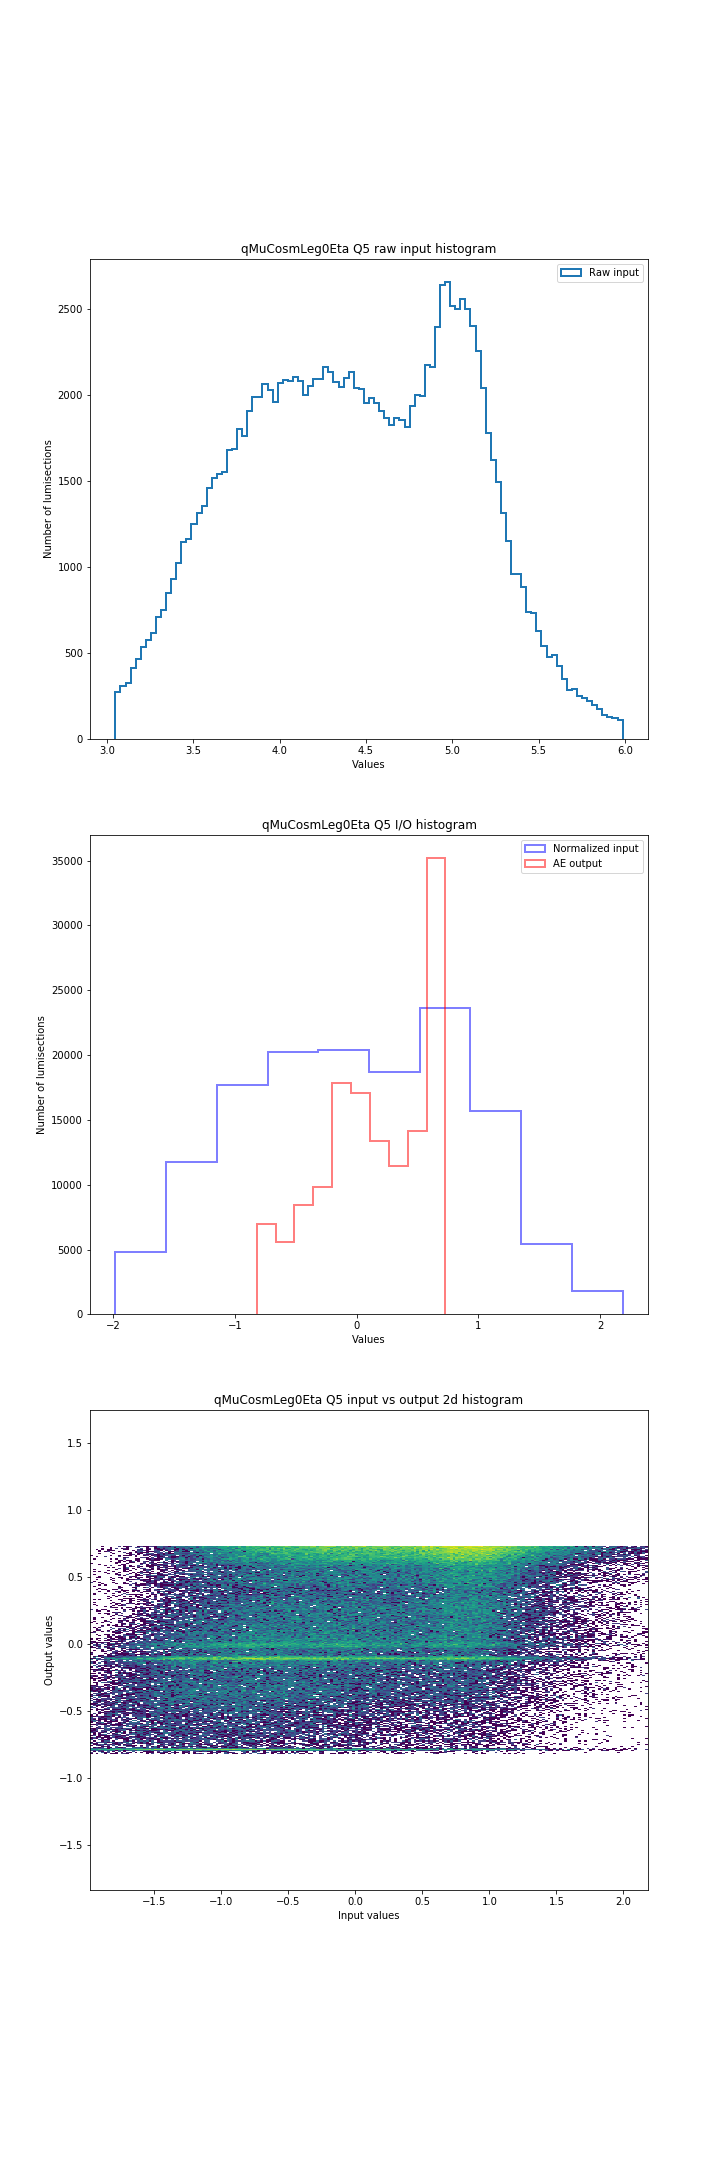 qMuCosmLeg0Eta Q5 raw input histogram
Raw input
2500
2000
1500
1000
500
0
Number of lumisections
3.0 3.5 4.0 4.5 5.0 5.5 6.0
Values
qMuCosmLeg0Eta Q5 I/O histogram
Normalized input
AE output
35000
30000
25000
20000
15000
10000
5000
0
Number of lumisections
−2 −1 0 1 2
Values
qMuCosmLeg0Eta Q5 input vs output 2d histogram
1.5
1.0
0.5
0.0
−0.5
−1.0
−1.5
Output values
−1.5 −1.0 −0.5 0.0 0.5 1.0 1.5 2.0
Input values